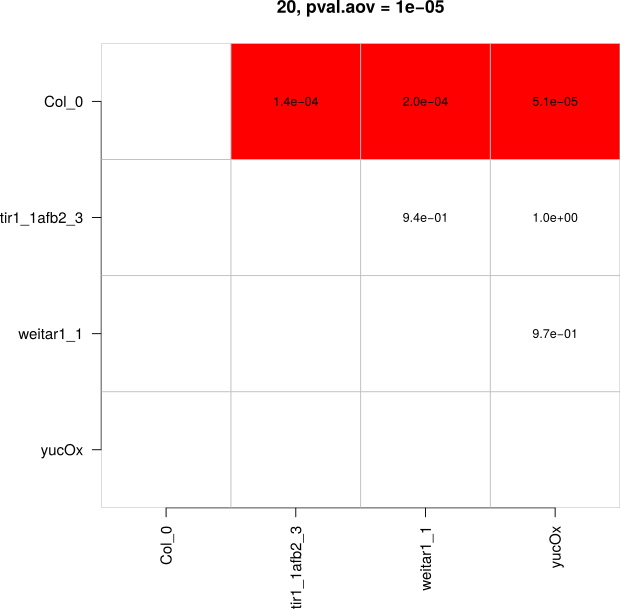 20, pval.aov = 1e−05
Col_0
1.4e−04
2.0e−04
5.1e−05
tir1_1afb2_3
9.4e−01
1.0e+00
weitar1_1
9.7e−01
yucOx
Col_0
tir1_1afb2_3
weitar1_1
yucOx